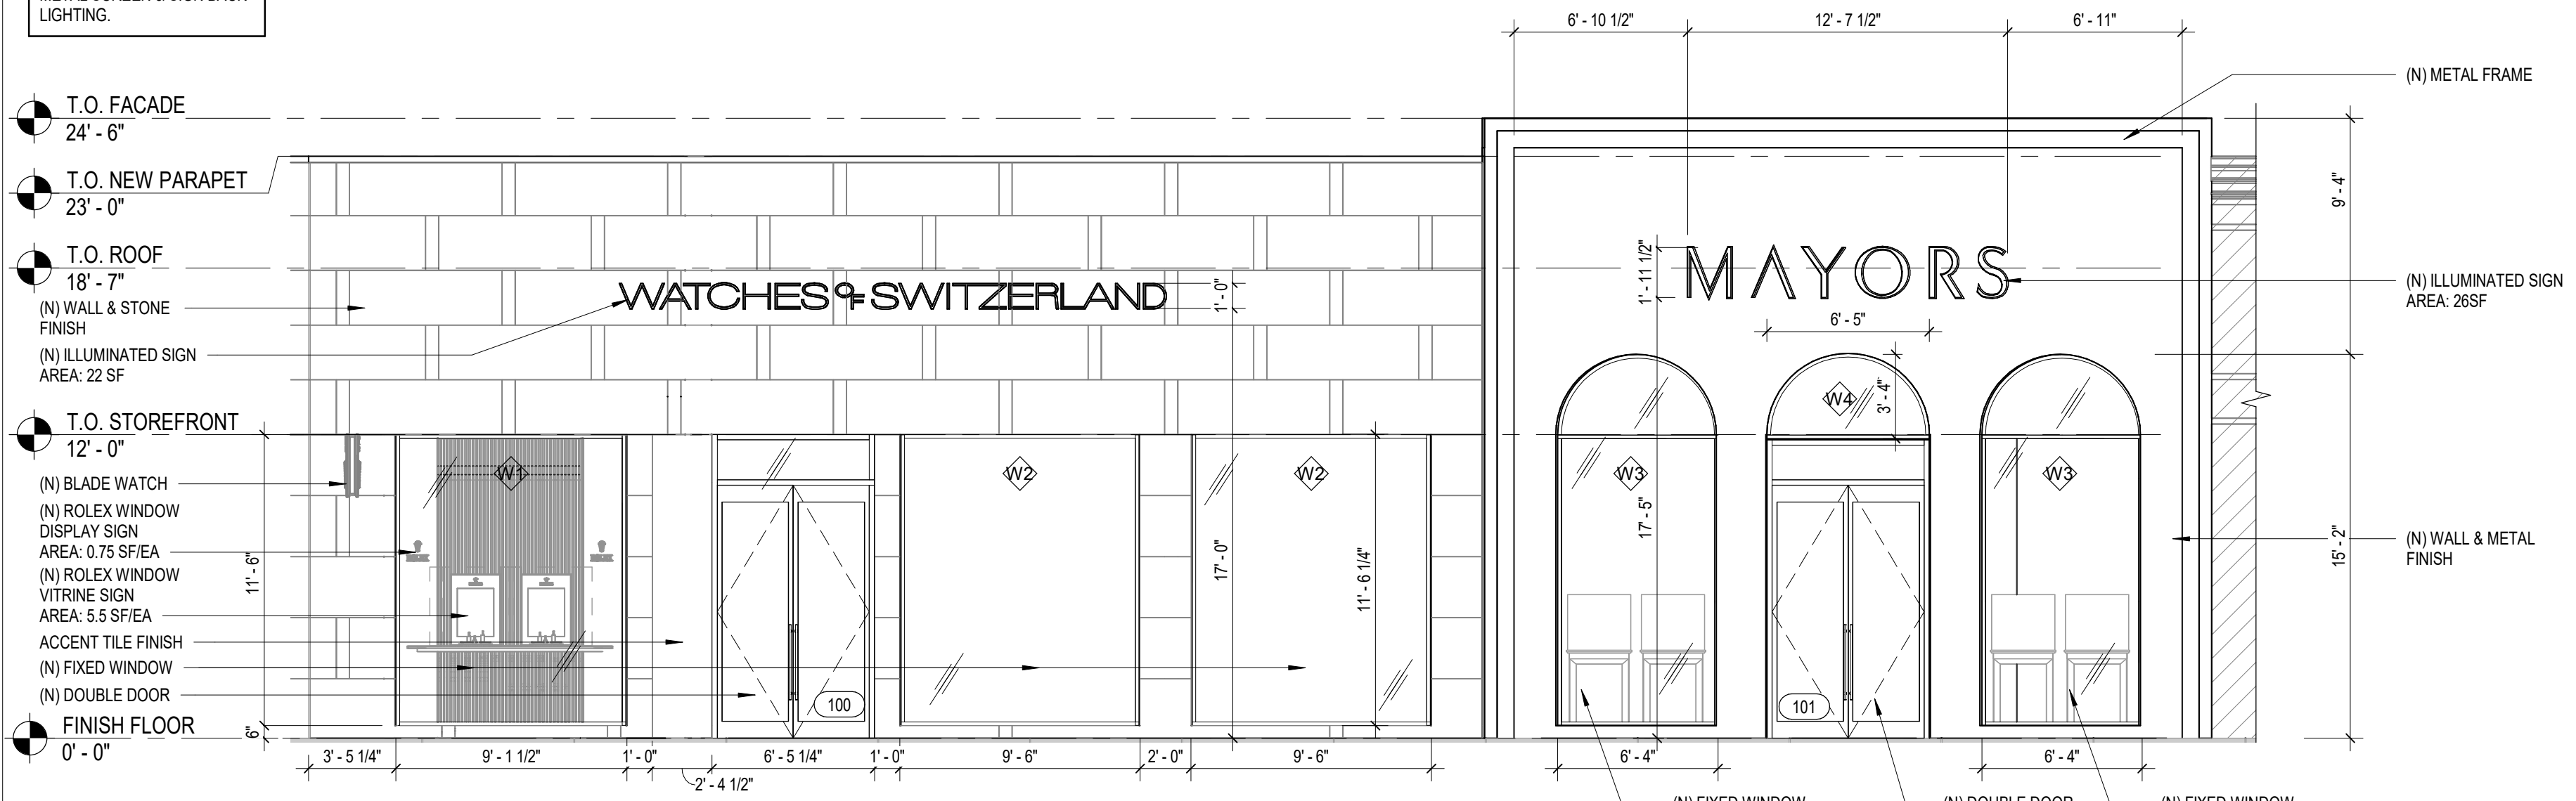 LIGHTING.
6' - 10 1/2"
12' - 7 1/2"
6' - 11"
(N) METAL FRAME
T.O. FACADE
24' - 6"
T.O. NEW PARAPET
23' - 0"
T.O. ROOF
18' - 7"
(N) WALL & STONE
FINISH
(N) ILLUMINATED SIGN
AREA: 22 SF
T.O. STOREFRONT
12' - 0"
(N) BLADE WATCH
(N) ROLEX WINDOW
DISPLAY SIGN
AREA: 0.75 SF/EA
(N) ROLEX WINDOW
VITRINE SIGN
AREA: 5.5 SF/EA
ACCENT TILE FINISH
(N) FIXED WINDOW
(N) DOUBLE DOOR
FINISH FLOOR
0' - 0"
11' - 6"
6"
WATCHES OF SWITZERLAND
1' - 0"
17' - 0"
11' - 6 1/4"
W1
W2
W2
100
3' - 5 1/4"
9' - 1 1/2"
1' - 0"
2' - 4 1/2"
6' - 5 1/4"
1' - 0"
9' - 6"
2' - 0"
9' - 6"
MAYORS
1' - 11 1/2"
6' - 5"
3' - 4"
W4
W3
W3
17' - 5"
101
6' - 4"
6' - 4"
9' - 4"
15' - 2"
(N) ILLUMINATED SIGN
AREA: 26SF
(N) WALL & METAL
FINISH
(N) FIXED WINDOW
(N) DOUBLE DOOR
(N) FIXED WINDOW